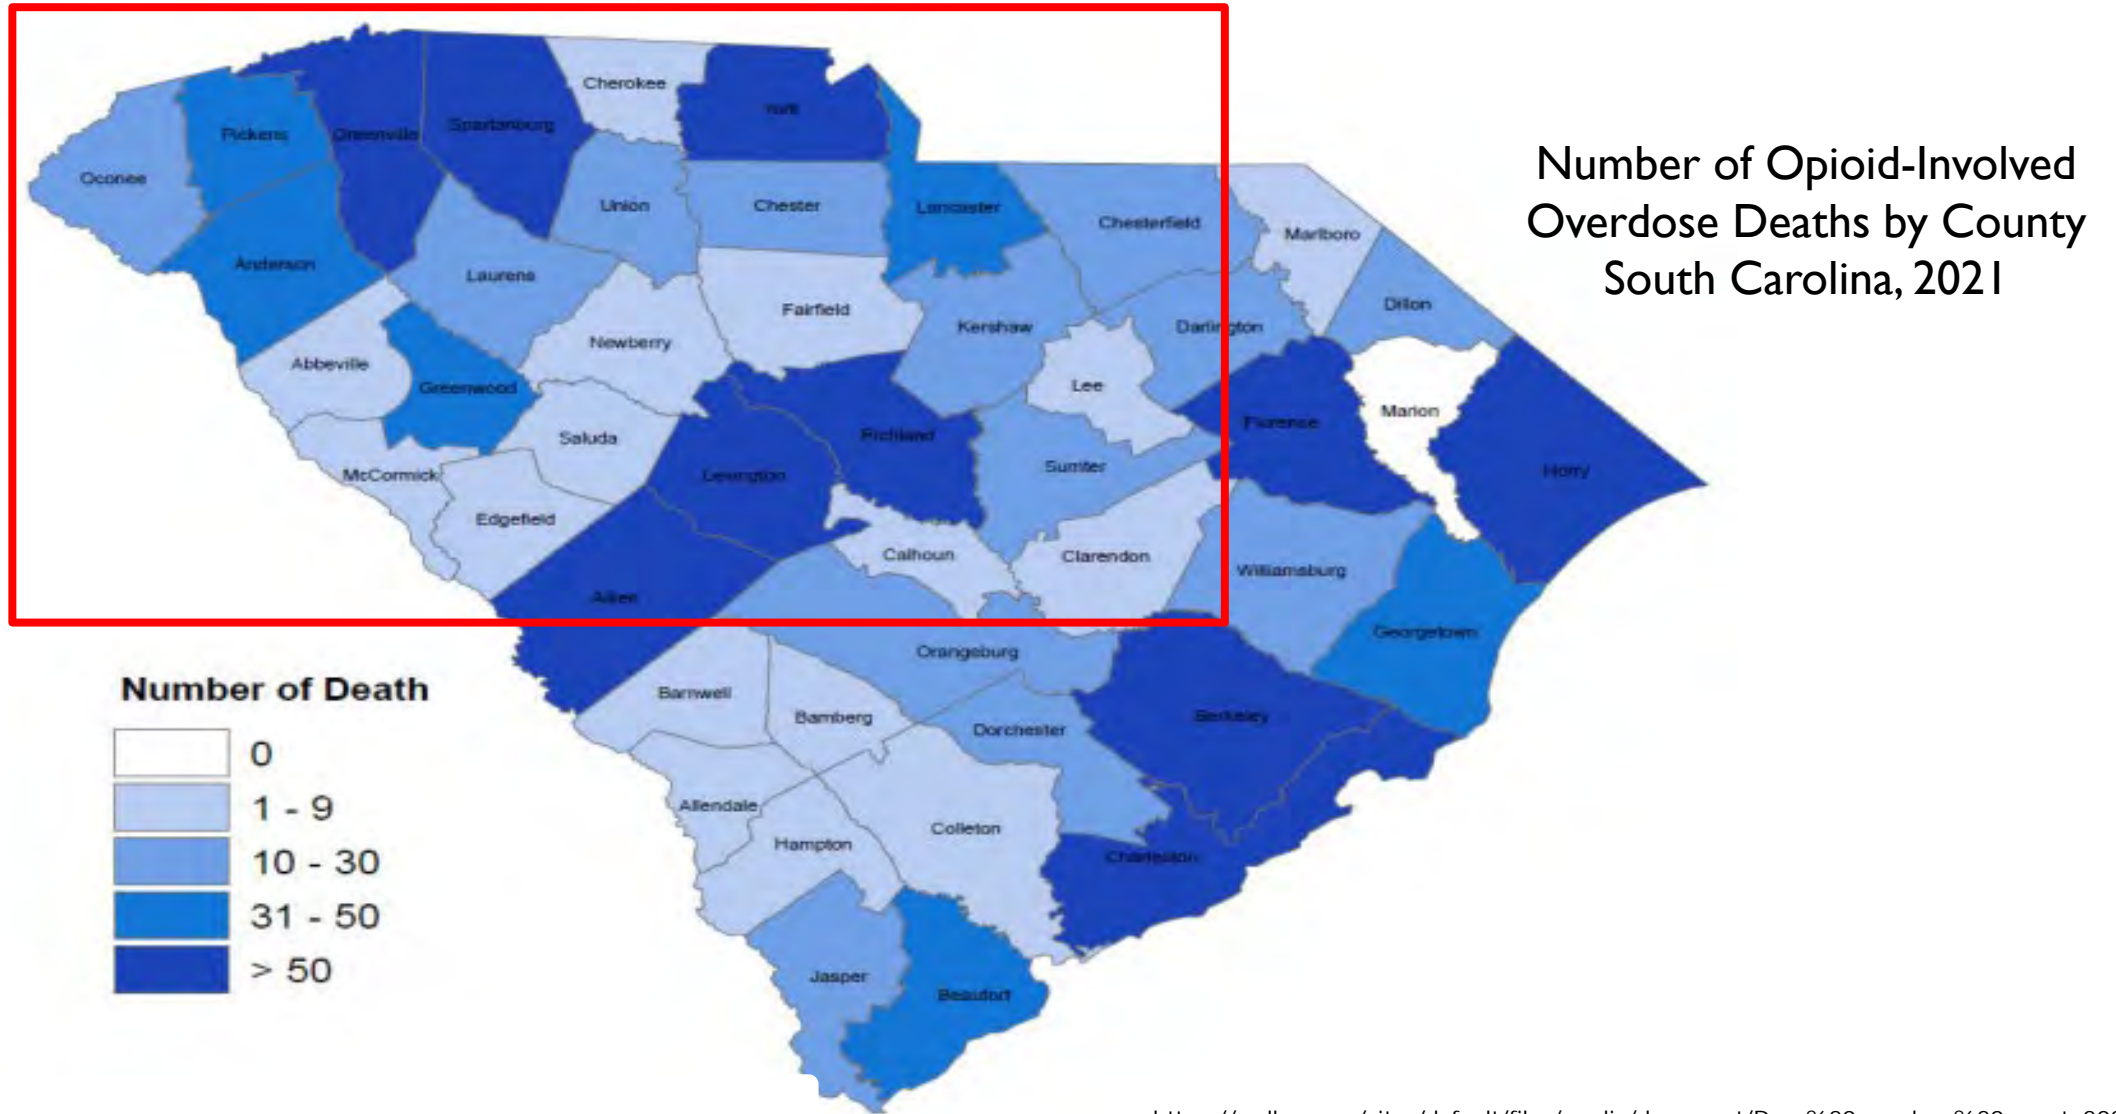 Number of Opioid-Involved
Overdose Deaths by County
South Carolina, 2021
Cherokee
York
Pickens
Greenville
Spartanburg
Oconee
Union
Chester
Lancaster
Chesterfield
Marlboro
Anderson
Laurens
Fairfield
Kershaw
Darlington
Dillon
Newberry
Abbeville
Greenwood
Lee
Marion
Saluda
Richland
Florence
McCormick
Lexington
Sumter
Horry
Edgefield
Calhoun
Clarendon
Williamsburg
Aiken
Georgetown
Orangeburg
Barnwell
Bamberg
Dorchester
Berkeley
Allendale
Hampton
Colleton
Charleston
Jasper
Beaufort
Number of Death
0
1 - 9
10 - 30
31 - 50
> 50